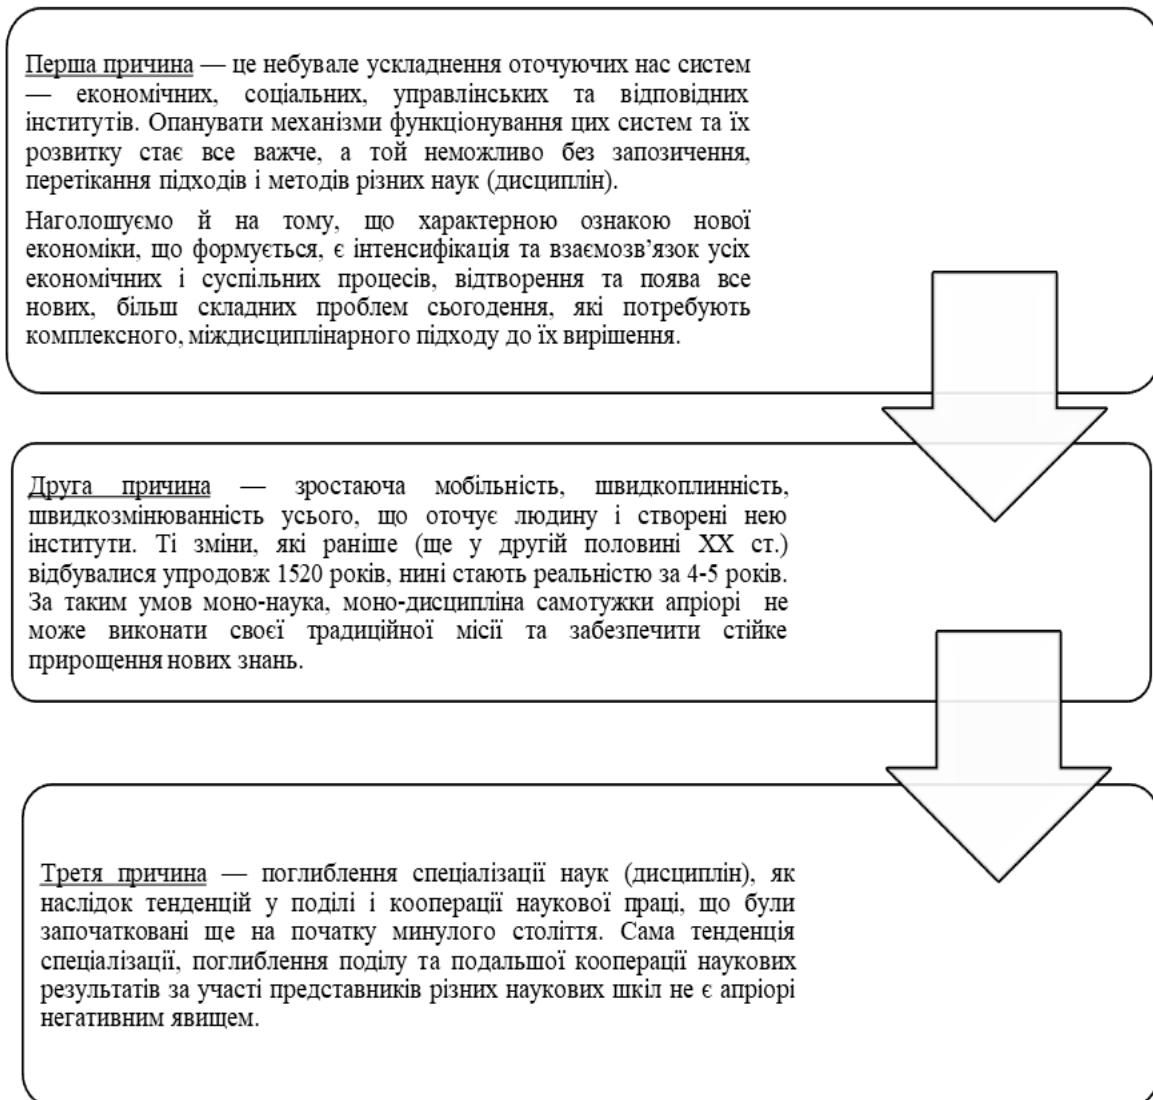 Перша причина — це небувале ускладнення оточуючих нас систем
— економічних, соціальних, управлінських та відповідних
інститутів. Опанувати механізми функціонування цих систем та їх
розвитку стає все важче, а той неможливо без запозичення,
перетікання підходів і методів різних наук (дисциплін).
Наголошуємо й на тому, що характерною ознакою нової
економіки, що формується, є інтенсифікація та взаємозв’язок усіх
економічних і суспільних процесів, відтворення та поява все
нових, більш складних проблем сьогодення, які потребують
комплексного, міждисциплінарного підходу до їх вирішення.
Друга причина — зростаюча мобільність, швидкоплинність,
швидкозмінюванність усього, що оточує людину і створені нею
інститути. Ті зміни, які раніше (ще у другій половині XX ст.)
відбувалися упродовж 1520 років, нині стають реальністю за 4-5 років.
За таким умов моно-наука, моно-дисципліна самотужки апріорі не
може виконати своєї традиційної місії та забезпечити стійке
прирощення нових знань.
Третя причина — поглиблення спеціалізації наук (дисциплін), як
наслідок тенденцій у поділі і кооперації наукової праці, що були
започатковані ще на початку минулого століття. Сама тенденція
спеціалізації, поглиблення поділу та подальшої кооперації наукових
результатів за участі представників різних наукових шкіл не є апріорі
негативним явищем.